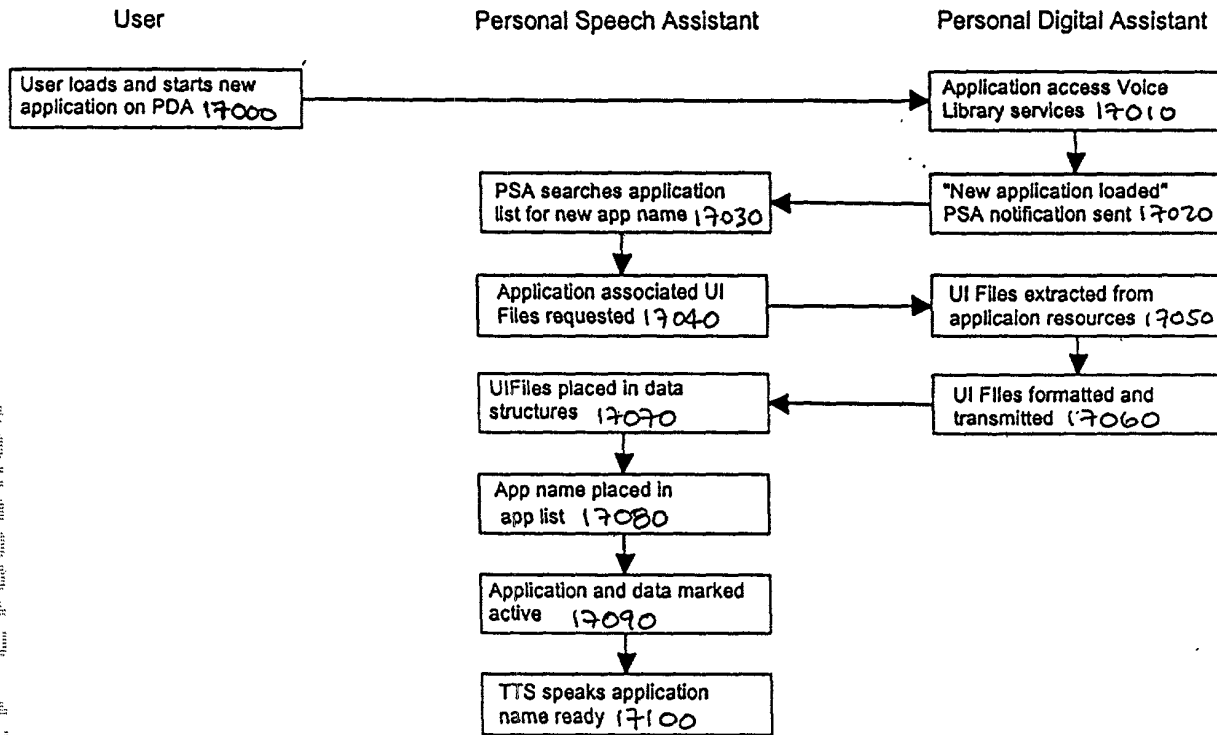 User
Personal Speech Assistant
Personal Digital Assistant
User loads and starts new
application on PDA 17000
Application access Voice
Library services 17010
PSA searches application
list for new app name 17030
"New application loaded"
PSA notification sent 17020
Application associated UI
Files requested 17040
UI Files extracted from
applicaion resources 17050
UIFiles placed in data
structures 17070
UI Files formatted and
transmitted 17060
App name placed in
app list 17080
Application and data marked
active 17090
TTS speaks application
name ready 17100